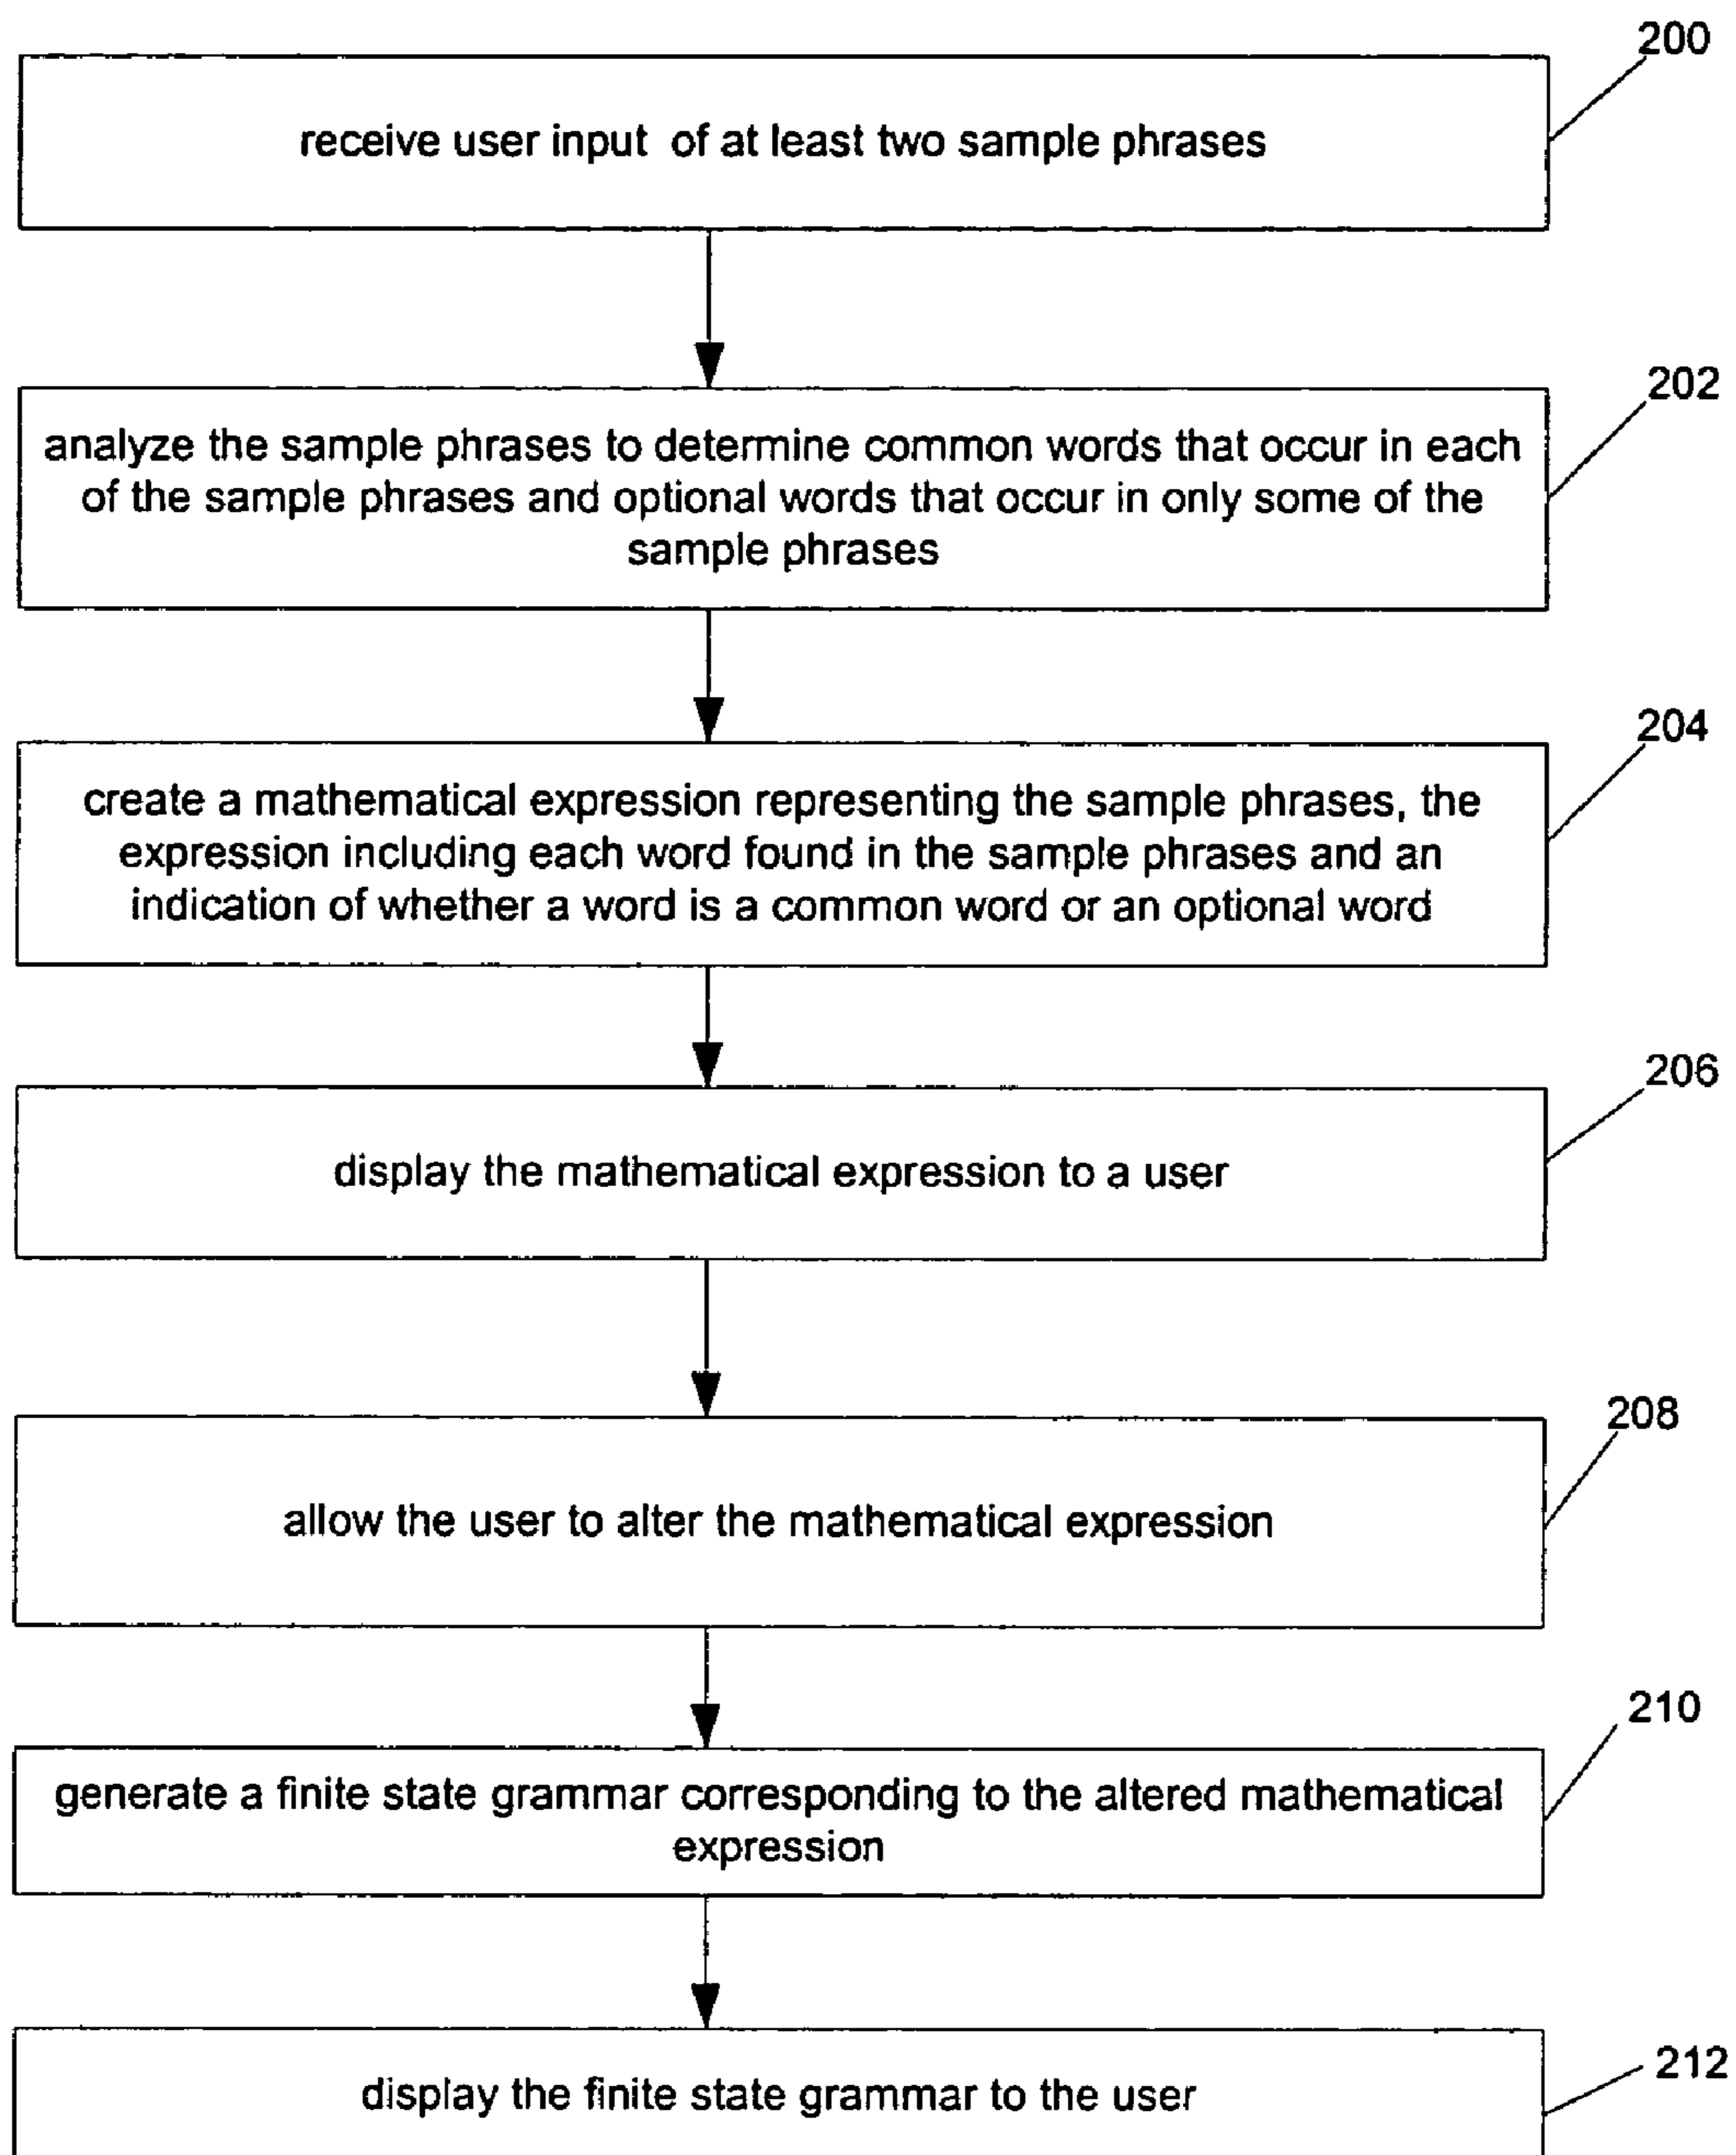 200
receive user input of at least two sample phrases
202
analyze the sample phrases to determine common words that occur in each
of the sample phrases and optional words that occur in only some of the
sample phrases
204
create a mathematical expression representing the sample phrases, the
expression including each word found in the sample phrases and an
indication of whether a word is a common word or an optional word
206
display the mathematical expression to a user
208
allow the user to alter the mathematical expression
210
generate a finite state grammar corresponding to the altered mathematical
expression
212
display the finite state grammar to the user